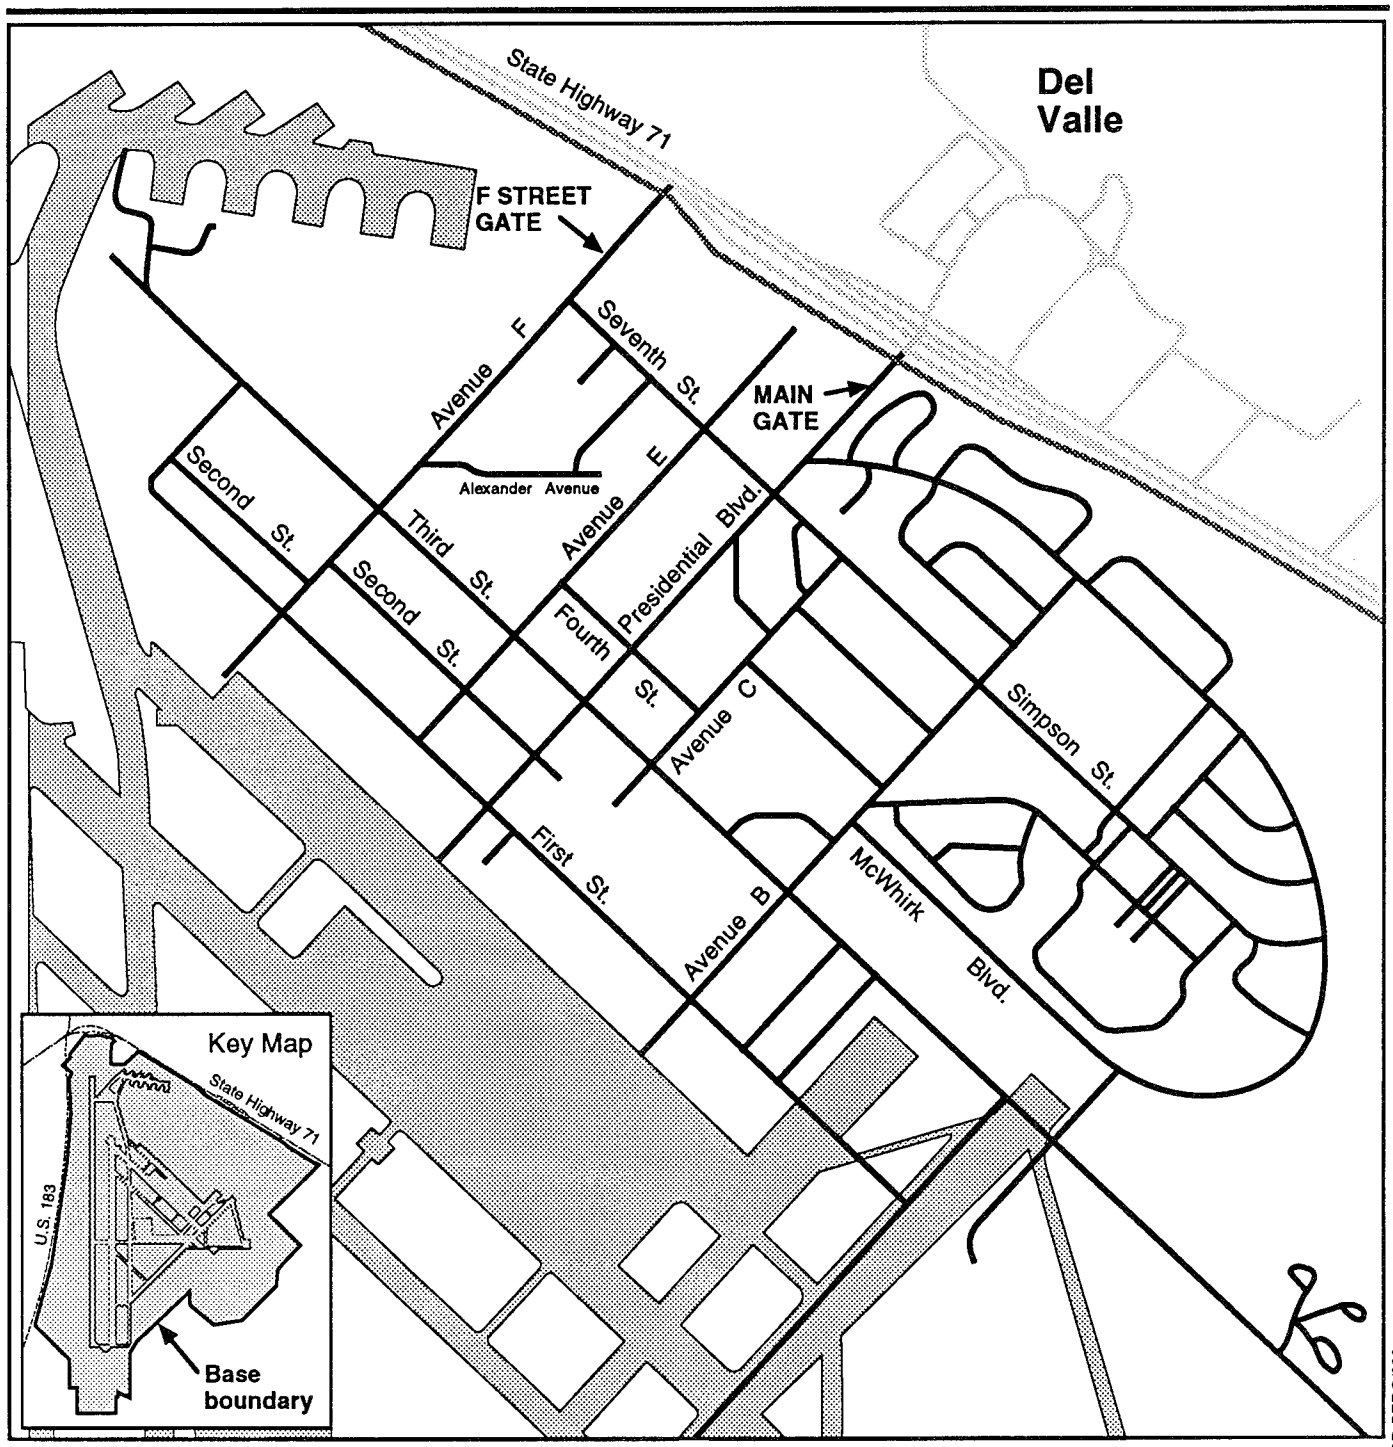 State Highway 71
Del
Valle
F STREET
GATE
Seventh St.
Avenue F
MAIN
GATE
Avenue E
Alexander Avenue
Second St.
Third St.
Presidential Blvd.
Second St.
Fourth St.
Avenue C
Simpson St.
First St.
McWhirk Blvd.
Avenue B
Key Map
State Highway 71
U.S. 183
Base
boundary